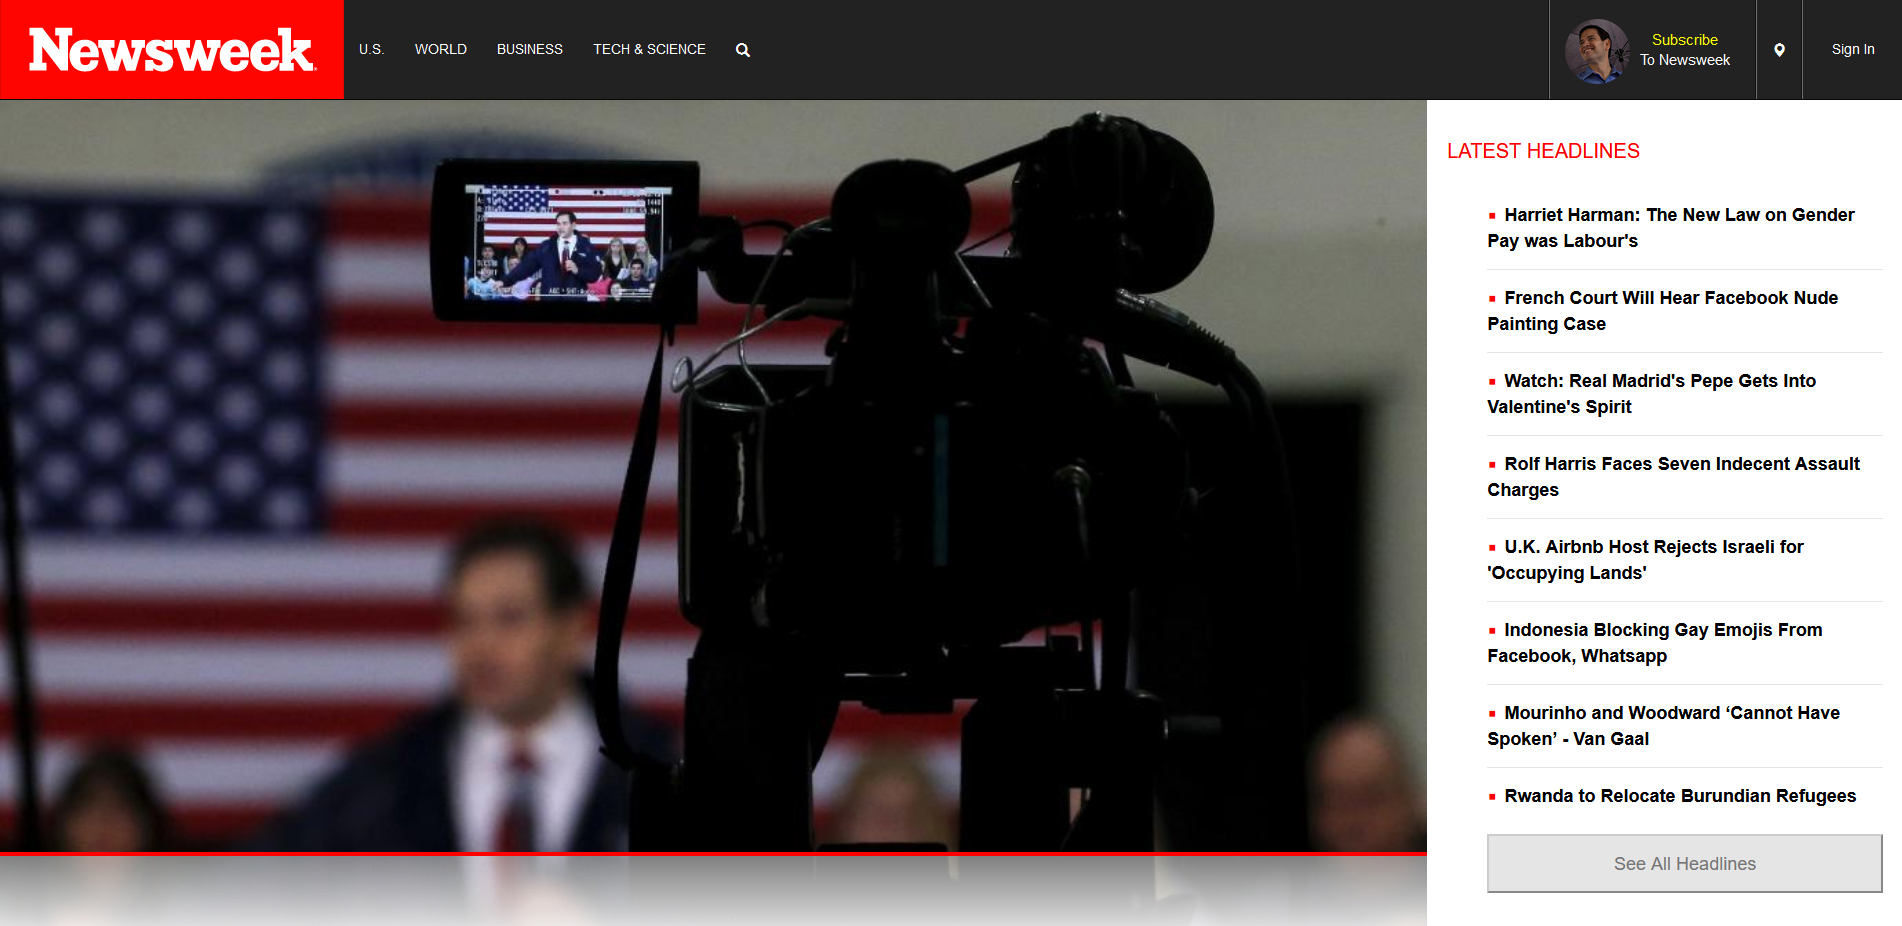 Newsweek
U.S.
WORLD
BUSINESS
TECH & SCIENCE
Subscribe
To Newsweek
Sign In
LATEST HEADLINES
Harriet Harman: The New Law on Gender
Pay was Labour's
French Court Will Hear Facebook Nude
Painting Case
Watch: Real Madrid's Pepe Gets Into
Valentine's Spirit
Rolf Harris Faces Seven Indecent Assault
Charges
U.K. Airbnb Host Rejects Israeli for
'Occupying Lands'
Indonesia Blocking Gay Emojis From
Facebook, Whatsapp
Mourinho and Woodward ‘Cannot Have
Spoken’ - Van Gaal
Rwanda to Relocate Burundian Refugees
See All Headlines